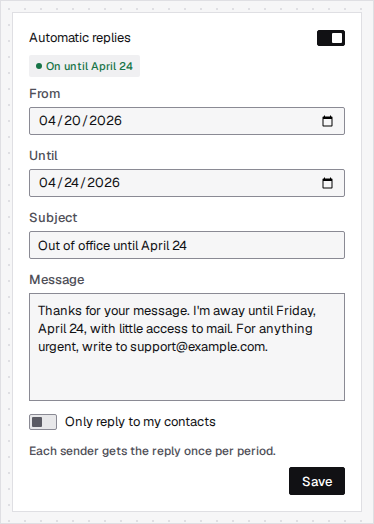 Automatic replies
On until April 24
From
04/20/2026
Until
04/24/2026
Subject
Out of office until April 24
Message
Thanks for your message. I'm away until Friday,
April 24, with little access to mail. For anything
urgent, write to support@example.com.
Only reply to my contacts
Each sender gets the reply once per period.
Save